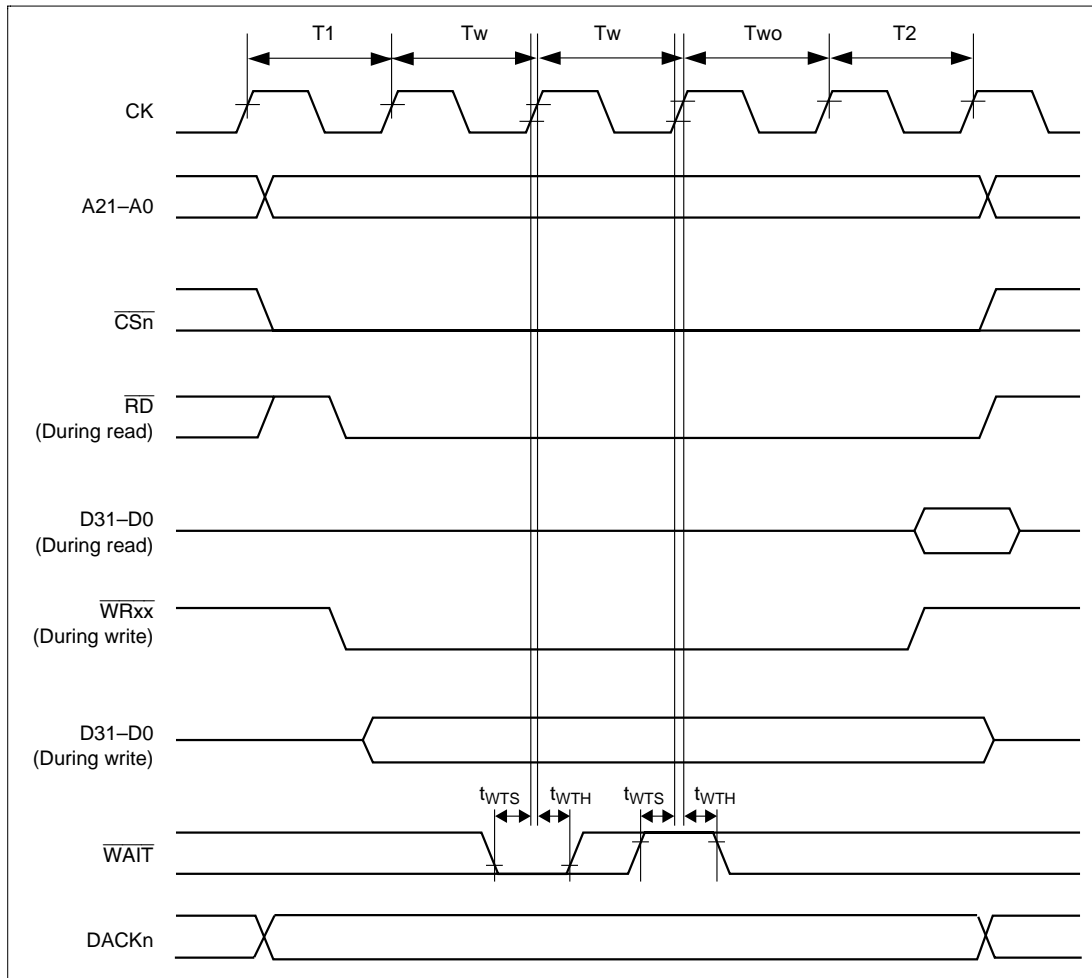 T1 Tw Tw Two T2
CK
A21–A0
CSn
RD
(During read)
D31–D0
(During read)
WRxx
(During write)
D31–D0
(During write)
tWTS tWTH tWTS tWTH
WAIT
DACKn